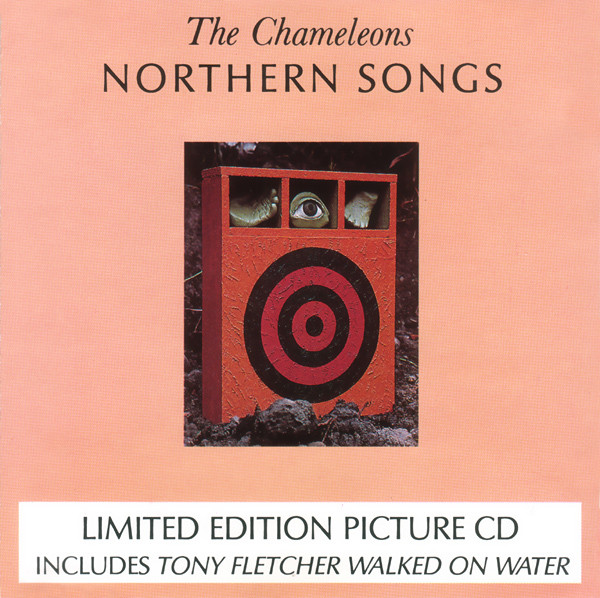 The Chameleons
NORTHERN SONGS
LIMITED EDITION PICTURE CD
INCLUDES TONY FLETCHER WALKED ON WATER